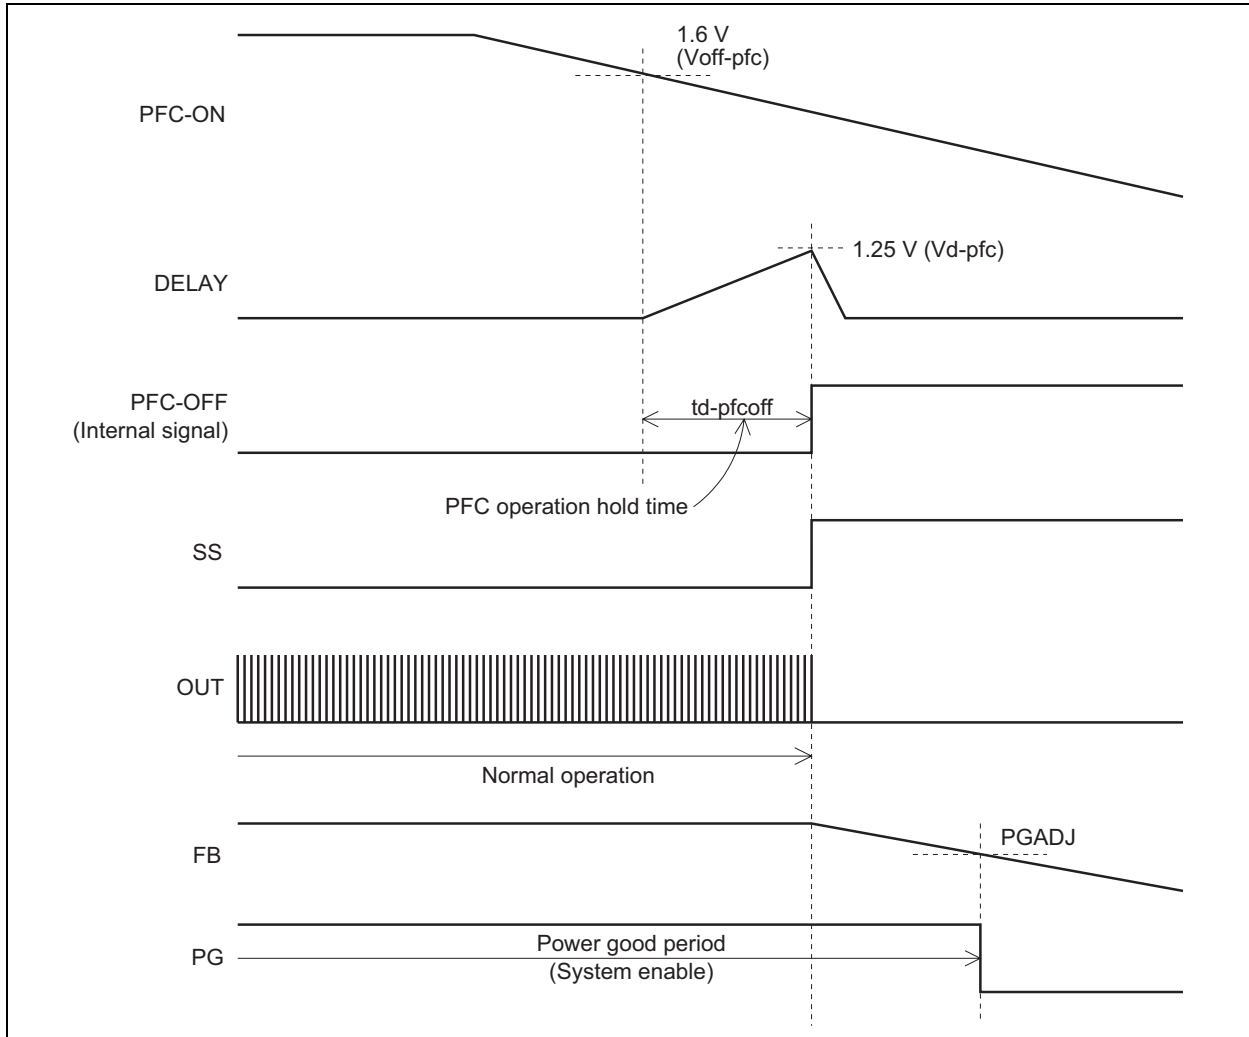 1.6 V
(Voff-pfc)
PFC-ON
1.25 V (Vd-pfc)
DELAY
PFC-OFF
(Internal signal)
td-pfcoff
PFC operation hold time
SS
OUT
Normal operation
PGADJ
FB
PG
Power good period
(System enable)